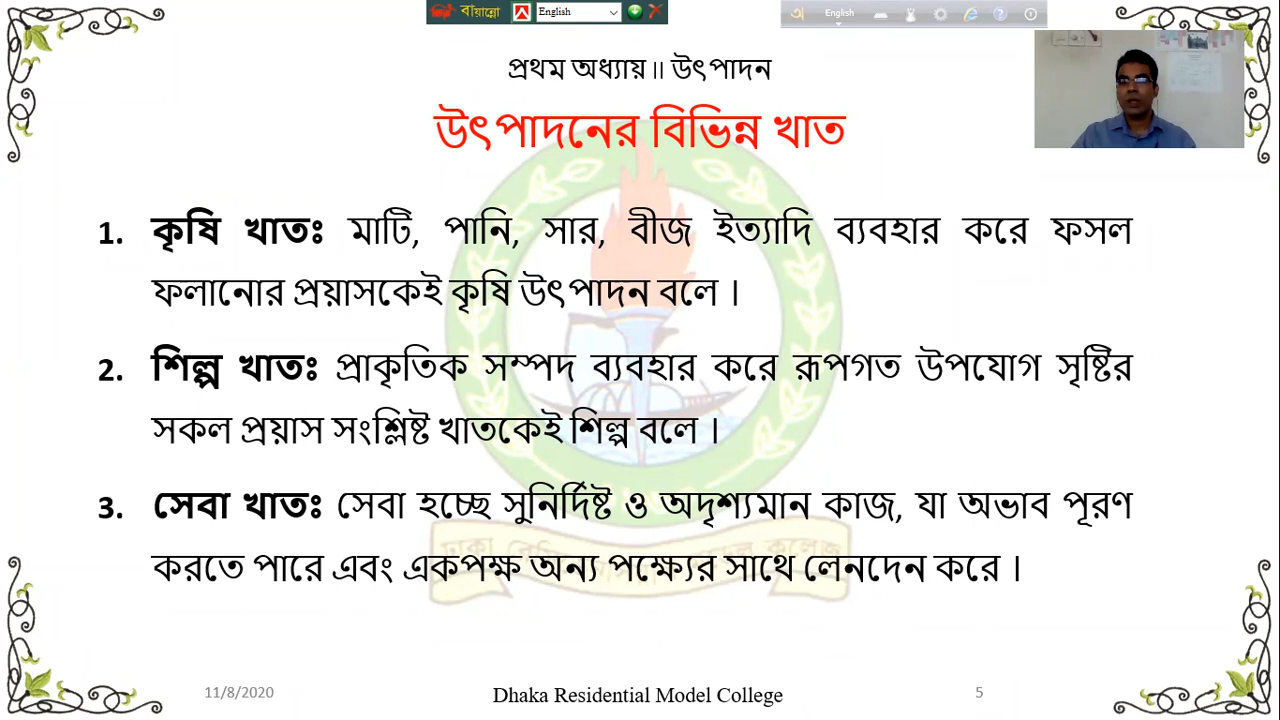 বায়ান্নো English
অ English
প্রথম অধ্যায়॥ উৎপাদন
উৎপাদনের বিভিন্ন খাত
1. কৃষি খাতঃ মাটি, পানি, সার, বীজ ইত্যাদি ব্যবহার করে ফসল
ফলানোর প্রয়াসকেই কৃষি উৎপাদন বলে।
2. শিল্প খাতঃ প্রাকৃতিক সম্পদ ব্যবহার করে রূপগত উপযোগ সৃষ্টির
সকল প্রয়াস সংশ্লিষ্ট খাতকেই শিল্প বলে।
3. সেবা খাতঃ সেবা হচ্ছে সুনির্দিষ্ট ও অদৃশ্যমান কাজ, যা অভাব পূরণ
করতে পারে এবং একপক্ষ অন্য পক্ষ্যের সাথে লেনদেন করে।
11/8/2020 Dhaka Residential Model College 5